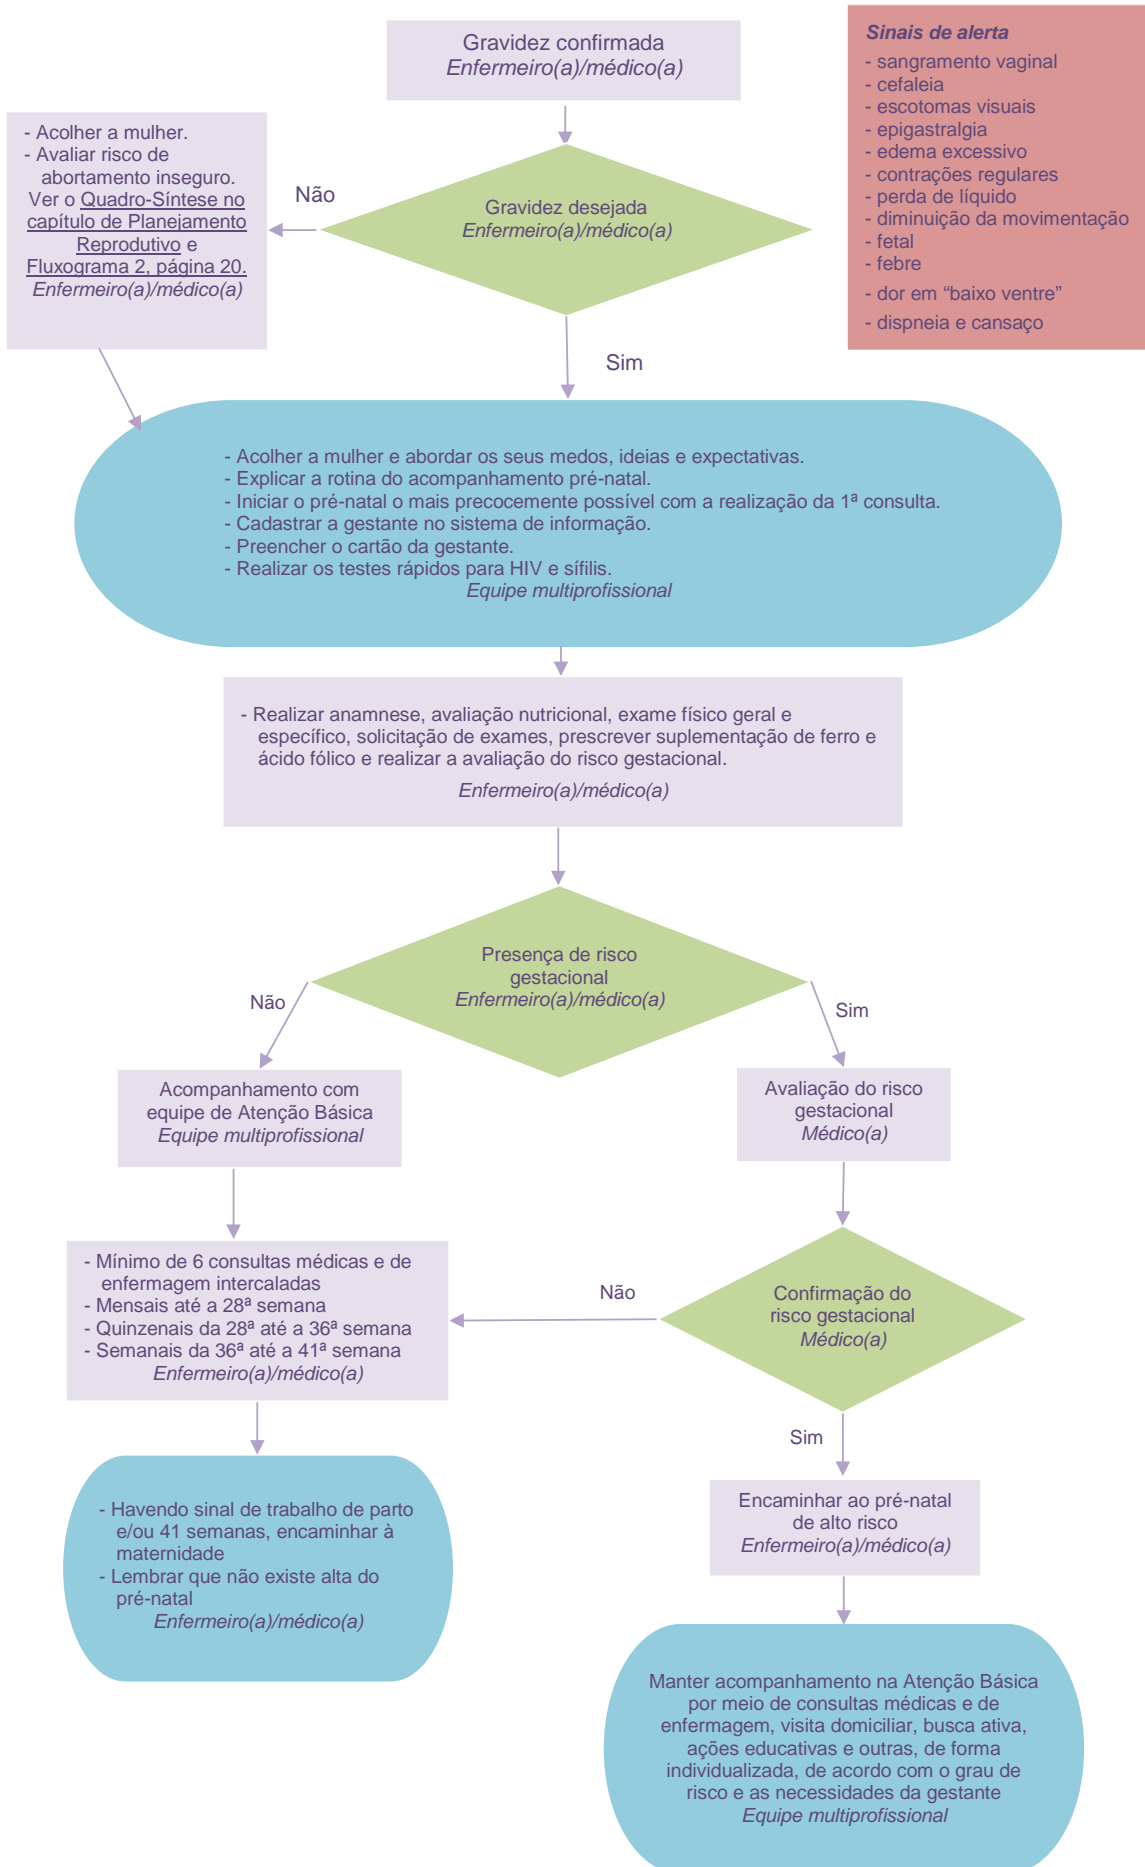 Gravidez confirmada
Enfermeiro(a)/médico(a)
Sinais de alerta
- sangramento vaginal
- cefaleia
- escotomas visuais
- epigastralgia
- edema excessivo
- contrações regulares
- perda de líquido
- diminuição da movimentação
- fetal
- febre
- dor em “baixo ventre”
- dispneia e cansaço
- Acolher a mulher.
- Avaliar risco de
abortamento inseguro.
Ver o Quadro-Síntese no
capítulo de Planejamento
Reprodutivo e
Fluxograma 2, página 20.
Enfermeiro(a)/médico(a)
Não
Gravidez desejada
Enfermeiro(a)/médico(a)
Sim
- Acolher a mulher e abordar os seus medos, ideias e expectativas.
- Explicar a rotina do acompanhamento pré-natal.
- Iniciar o pré-natal o mais precocemente possível com a realização da 1ª consulta.
- Cadastrar a gestante no sistema de informação.
- Preencher o cartão da gestante.
- Realizar os testes rápidos para HIV e sífilis.
Equipe multiprofissional
- Realizar anamnese, avaliação nutricional, exame físico geral e
específico, solicitação de exames, prescrever suplementação de ferro e
ácido fólico e realizar a avaliação do risco gestacional.
Enfermeiro(a)/médico(a)
Presença de risco
gestacional
Enfermeiro(a)/médico(a)
Não
Sim
Acompanhamento com
equipe de Atenção Básica
Equipe multiprofissional
Avaliação do risco
gestacional
Médico(a)
- Mínimo de 6 consultas médicas e de
enfermagem intercaladas
- Mensais até a 28ª semana
- Quinzenais da 28ª até a 36ª semana
- Semanais da 36ª até a 41ª semana
Enfermeiro(a)/médico(a)
Não
Confirmação do
risco gestacional
Médico(a)
Sim
- Havendo sinal de trabalho de parto
e/ou 41 semanas, encaminhar à
maternidade
- Lembrar que não existe alta do
pré-natal
Enfermeiro(a)/médico(a)
Encaminhar ao pré-natal
de alto risco
Enfermeiro(a)/médico(a)
Manter acompanhamento na Atenção Básica
por meio de consultas médicas e de
enfermagem, visita domiciliar, busca ativa,
ações educativas e outras, de forma
individualizada, de acordo com o grau de
risco e as necessidades da gestante
Equipe multiprofissional